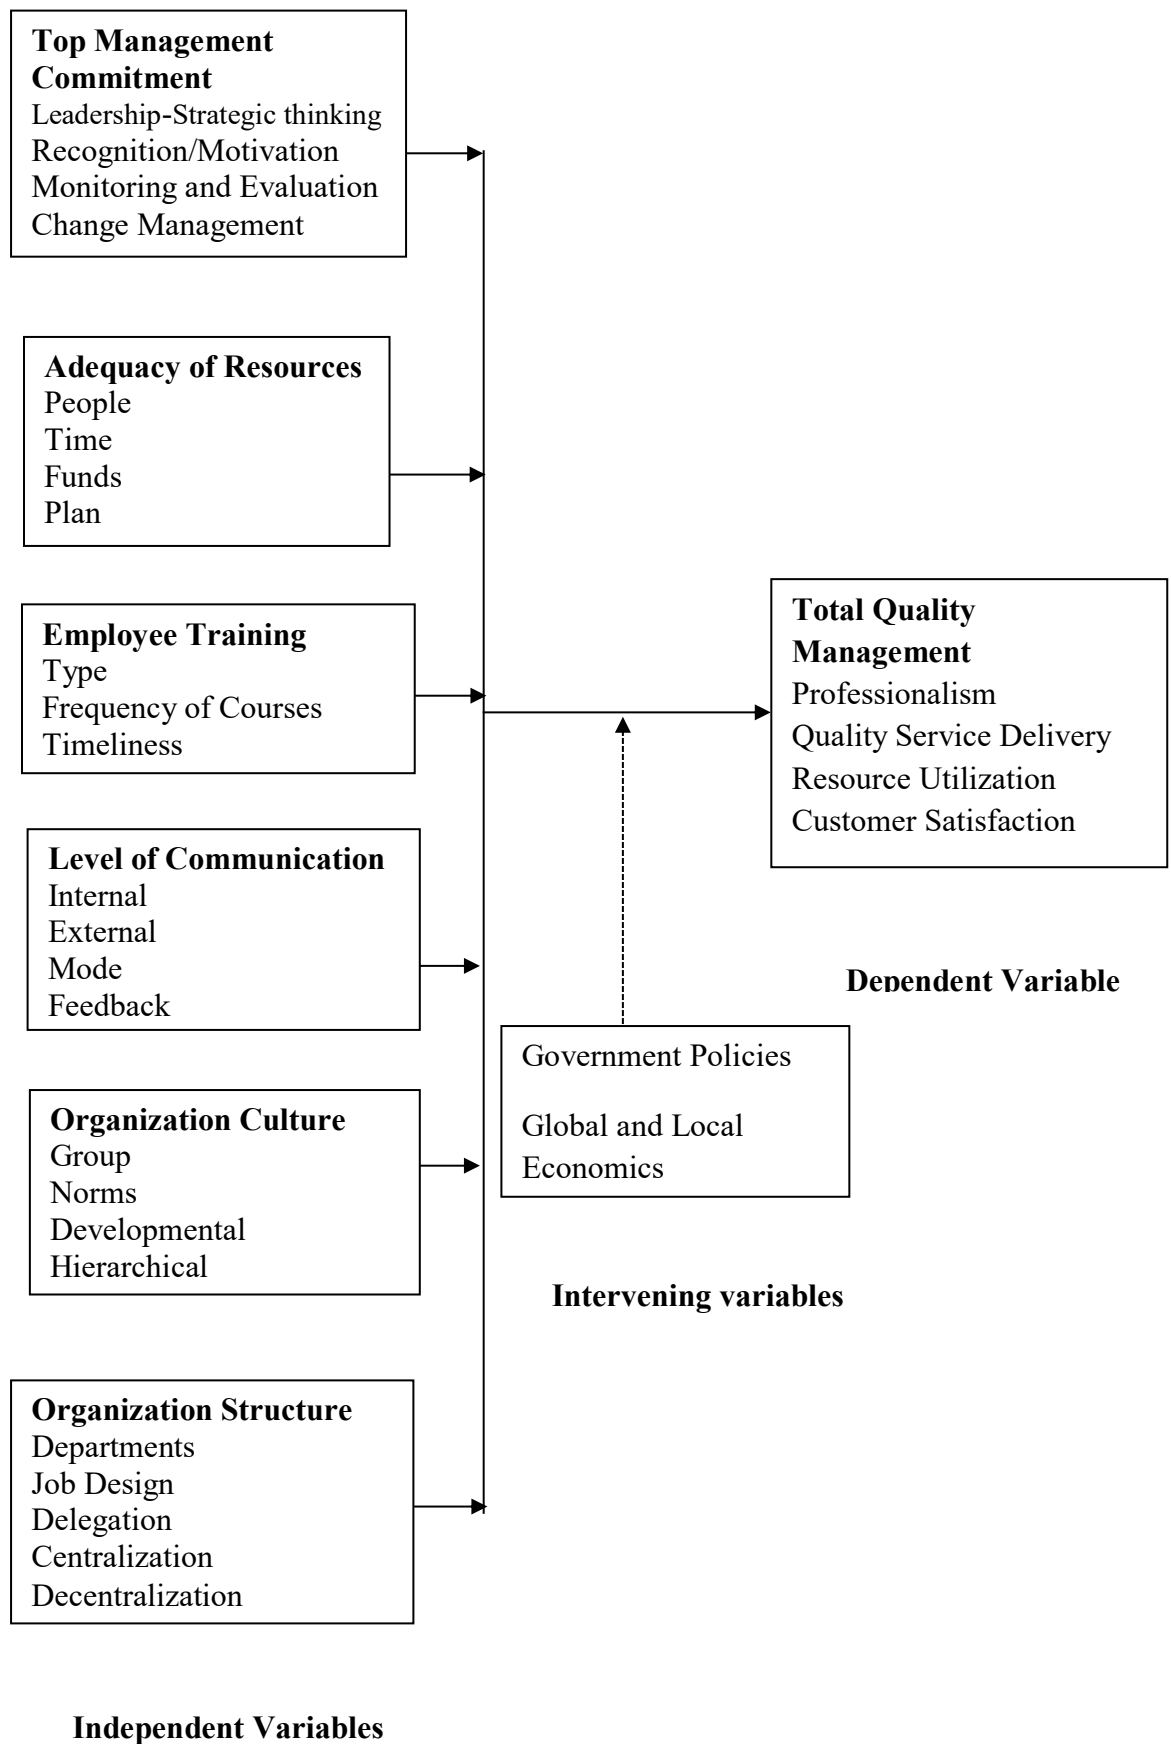 Top Management
Commitment
Leadership-Strategic thinking
Recognition/Motivation
Monitoring and Evaluation
Change Management
Adequacy of Resources
People
Time
Funds
Plan
Employee Training
Type
Frequency of Courses
Timeliness
Level of Communication
Internal
External
Mode
Feedback
Organization Culture
Group
Norms
Developmental
Hierarchical
Organization Structure
Departments
Job Design
Delegation
Centralization
Decentralization
Independent Variables
Government Policies
Global and Local
Economics
Intervening variables
Total Quality
Management
Professionalism
Quality Service Delivery
Resource Utilization
Customer Satisfaction
Dependent Variable